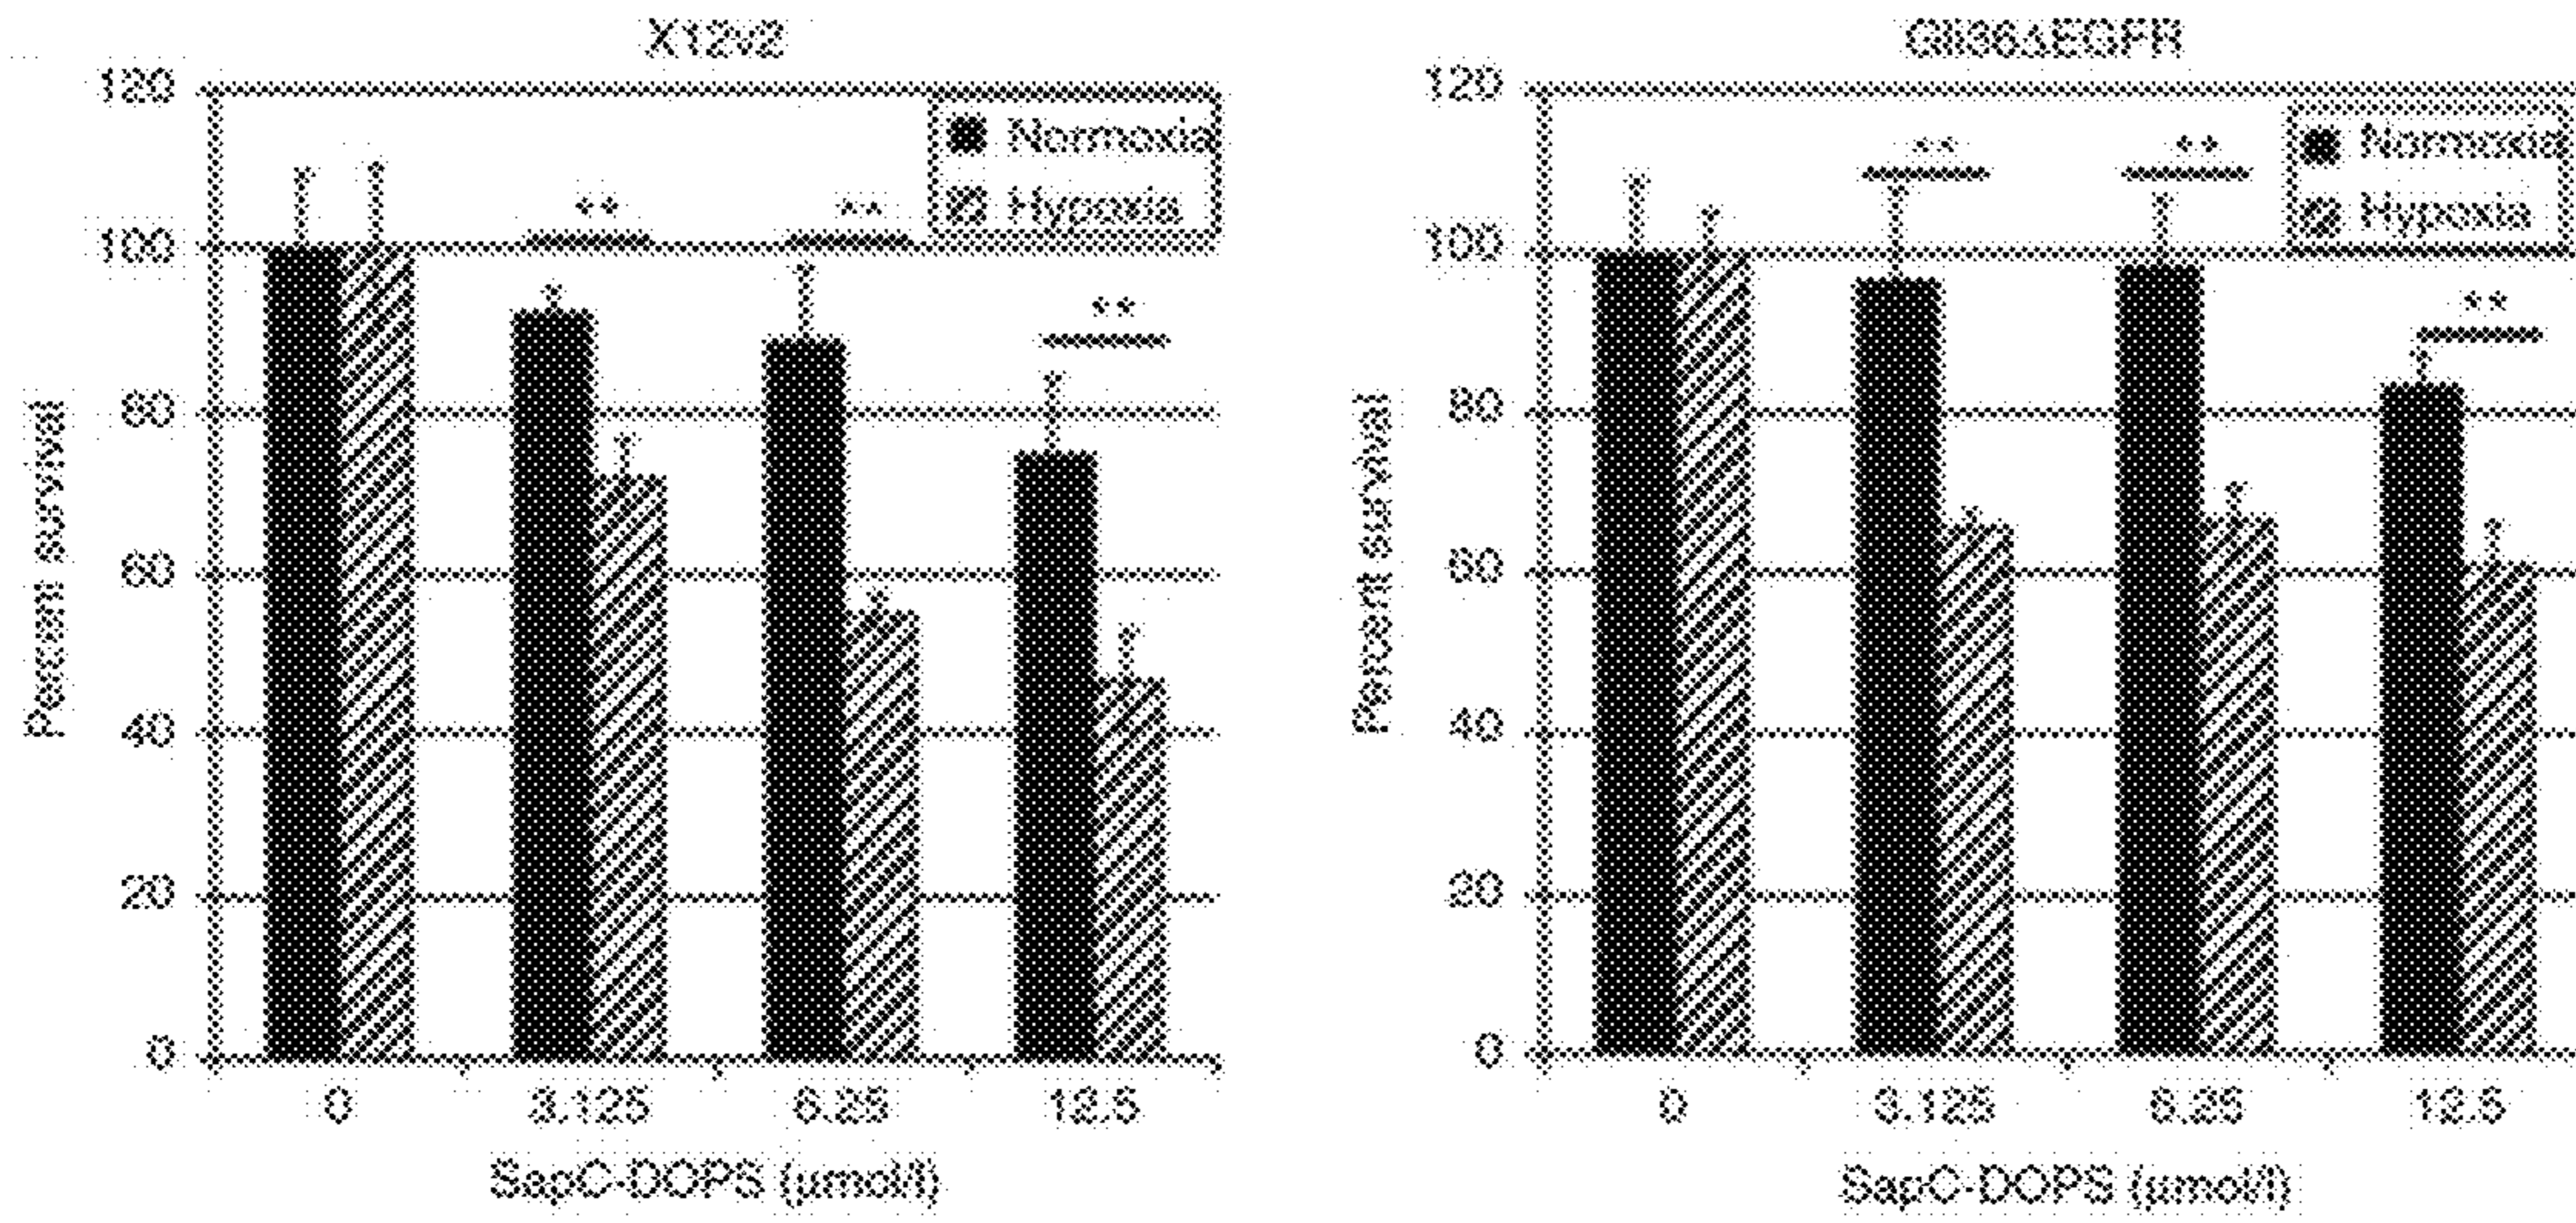 X12v2
120
100
80
60
40
20
0
Percent survival
** ** **
Normoxia
Hypoxia
0 3.125 6.25 12.5
SapC-DOPS (μmol/l)
Gli36ΔEGFR
120
100
80
60
40
20
0
Percent survival
** ** **
Normoxia
Hypoxia
0 3.125 6.25 12.5
SapC-DOPS (μmol/l)